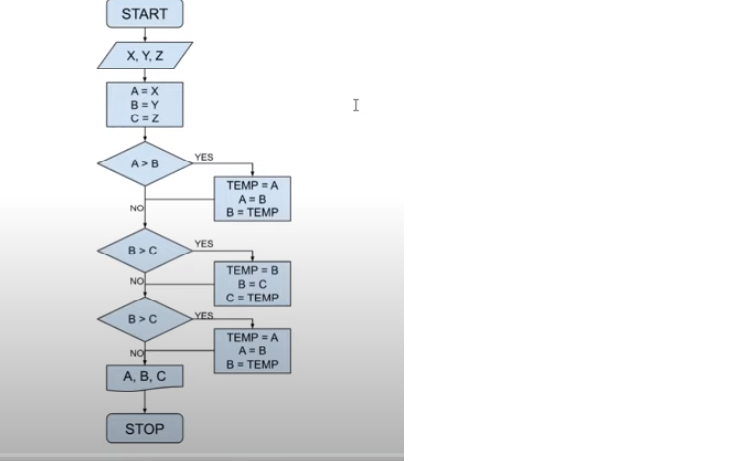 START
X, Y, Z
A = X
B = Y
C = Z
A > B
YES
TEMP = A
A = B
B = TEMP
NO
B > C
YES
TEMP = B
B = C
C = TEMP
NO
B > C
YES
TEMP = A
A = B
B = TEMP
NO
A, B, C
STOP